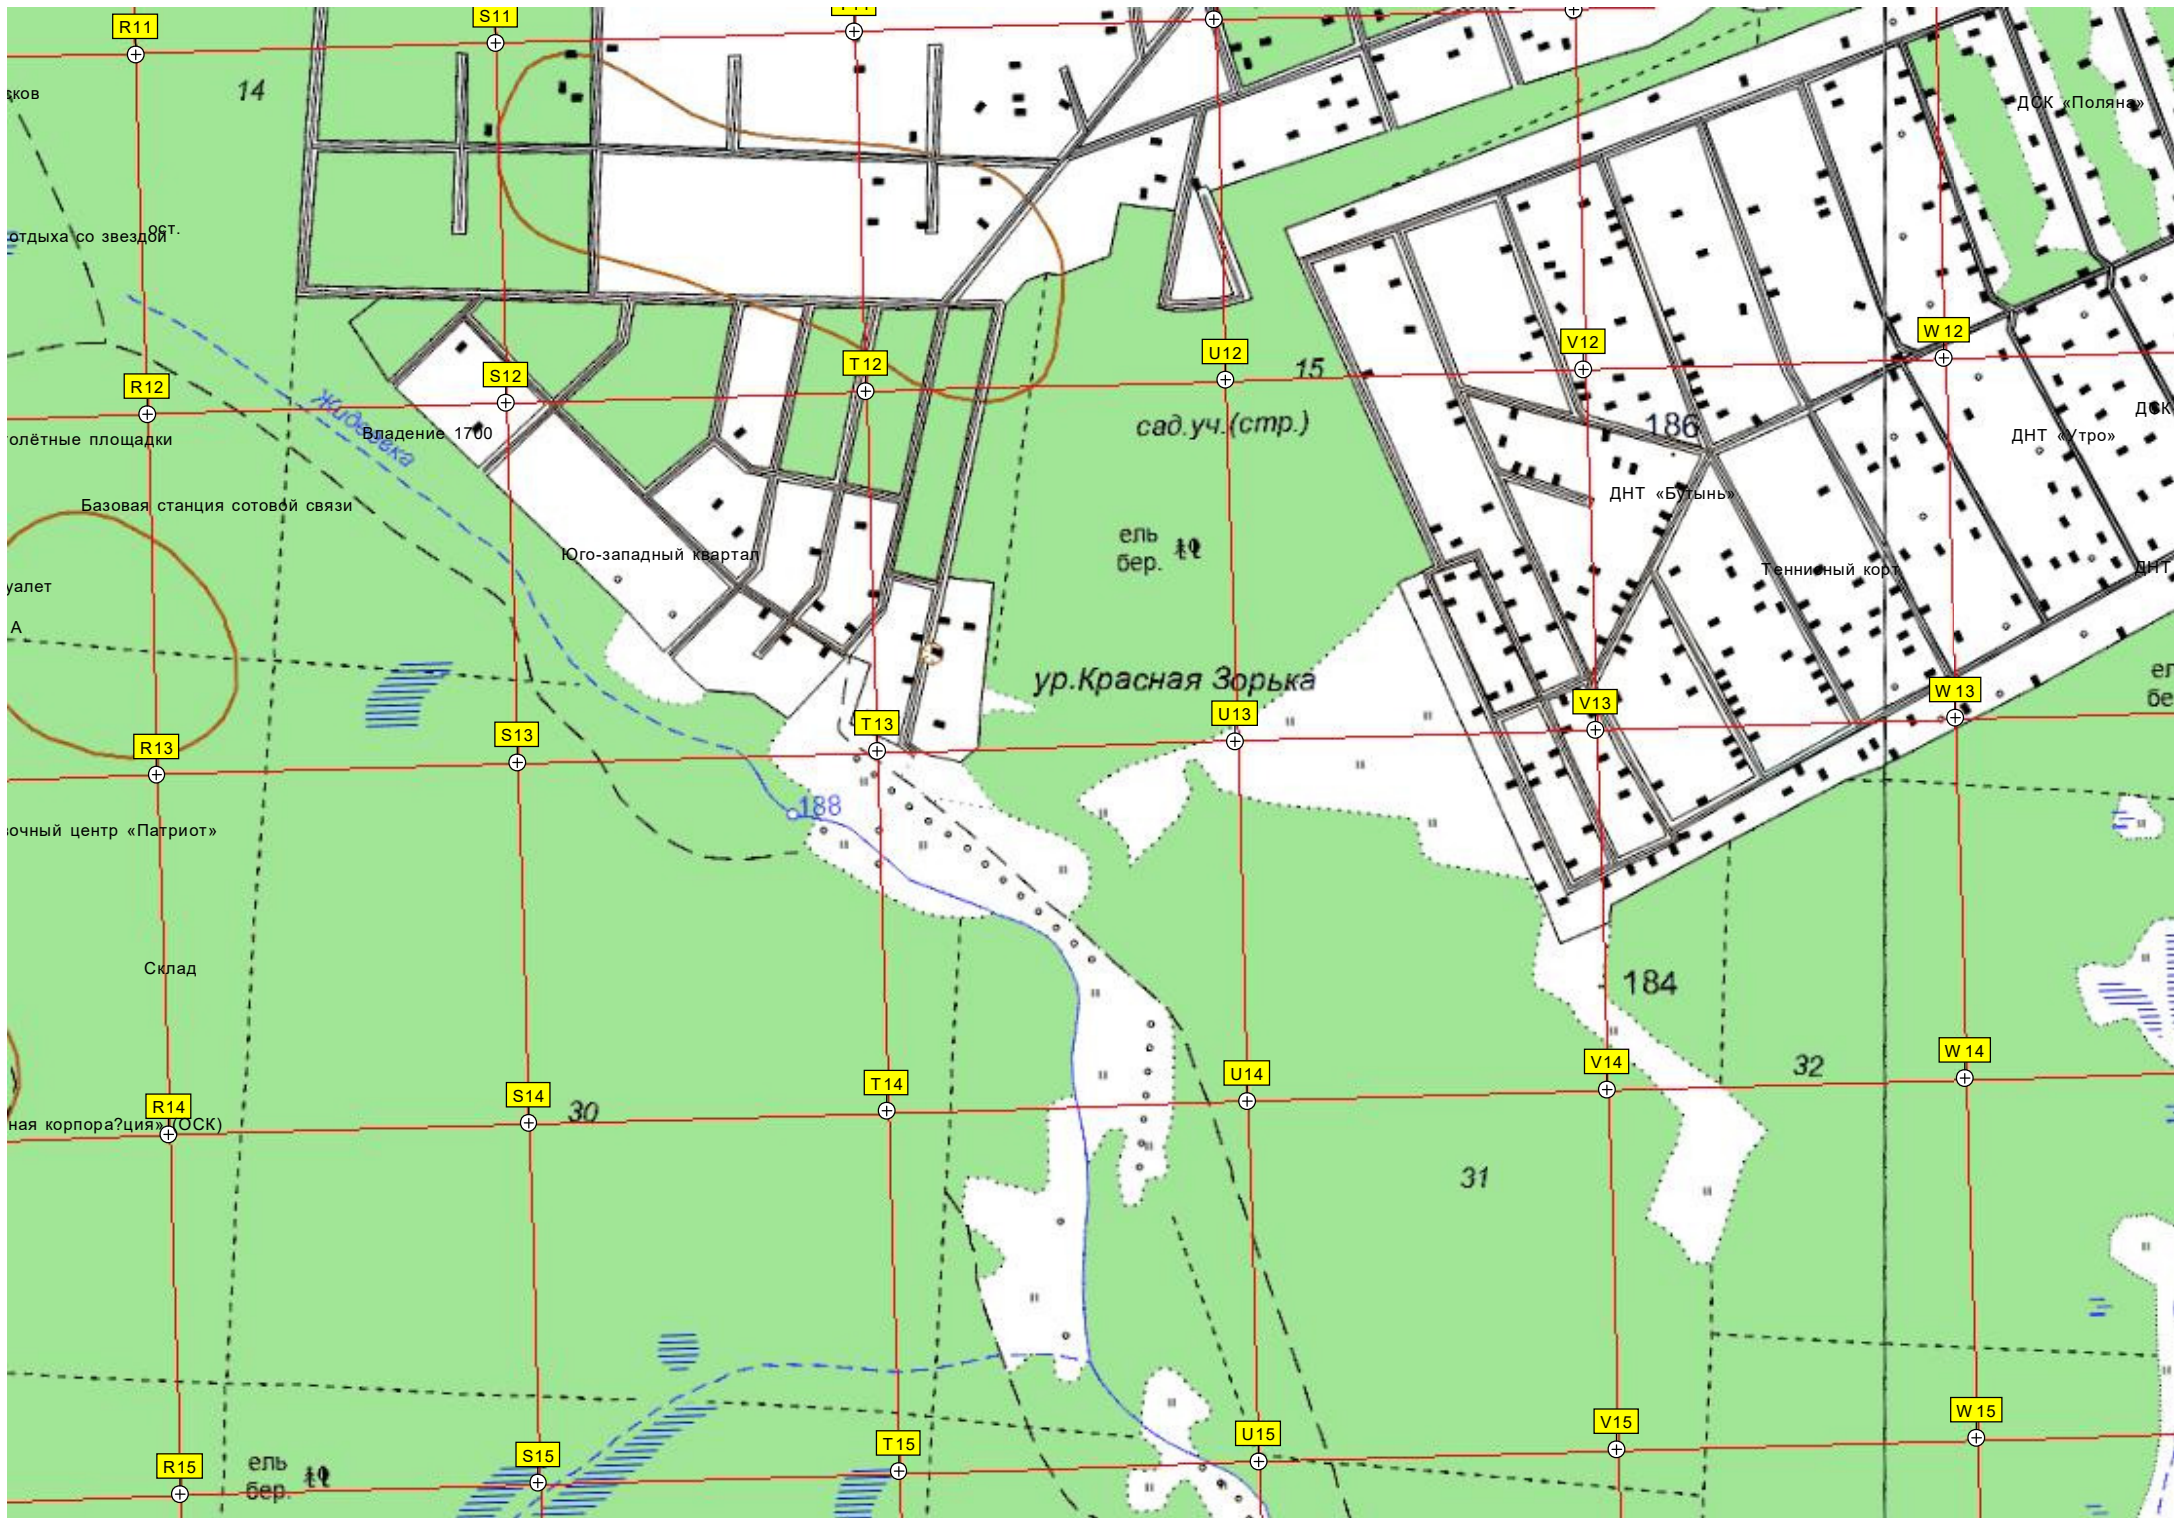 R11
S11
14
сков
ДСК «Поляна»
ост.
отдыха со звездой
R12
S12
T12
U12
V12
W12
15
Жидовка
Владение 1700
сад.уч.(стр.)
186
ДСК
ДНТ «Утро»
олётные площадки
Базовая станция сотовой связи
ДНТ «Бутынь»
ель
бер.
Юго-западный квартал
Теннисный корт
ДНТ
уалет
А
ур.Красная Зорька
ел
бе
R13
S13
T13
U13
V13
W13
188
зочный центр «Патриот»
Склад
184
R14
S14
T14
U14
V14
W14
32
ная корпора?ция» (ОСК)
30
31
R15
S15
T15
U15
V15
W15
ель
бер.